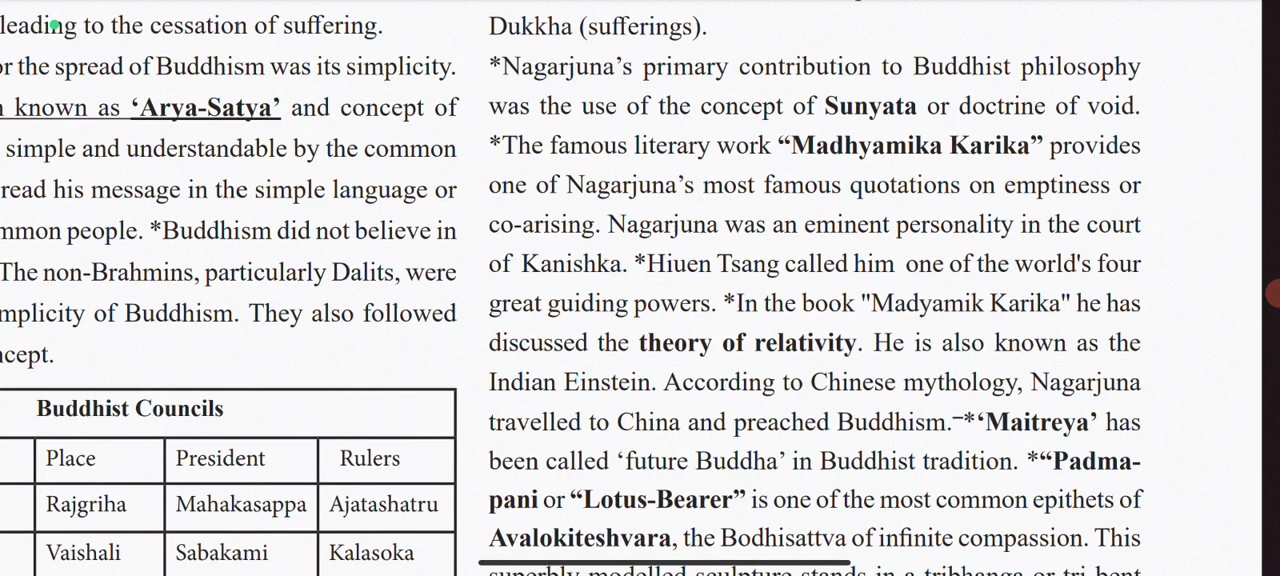 leading to the cessation of suffering.
or the spread of Buddhism was its simplicity.
known as ‘Arya-Satya’ and concept of
simple and understandable by the common
read his message in the simple language or
mmon people. *Buddhism did not believe in
The non-Brahmins, particularly Dalits, were
mplicity of Buddhism. They also followed
ncept.
Buddhist Councils
Place President Rulers
Rajgriha Mahakasappa Ajatashatru
Vaishali Sabakami Kalasoka
Dukkha (sufferings).
*Nagarjuna’s primary contribution to Buddhist philosophy
was the use of the concept of Sunyata or doctrine of void.
*The famous literary work “Madhyamika Karika” provides
one of Nagarjuna’s most famous quotations on emptiness or
co-arising. Nagarjuna was an eminent personality in the court
of Kanishka. *Hiuen Tsang called him one of the world's four
great guiding powers. *In the book "Madyamik Karika" he has
discussed the theory of relativity. He is also known as the
Indian Einstein. According to Chinese mythology, Nagarjuna
travelled to China and preached Buddhism.–*‘Maitreya’ has
been called ‘future Buddha’ in Buddhist tradition. *“Padma-
pani or “Lotus-Bearer” is one of the most common epithets of
Avalokiteshvara, the Bodhisattva of infinite compassion. This
superbly modelled sculpture stands in a tribhanga or tri bent